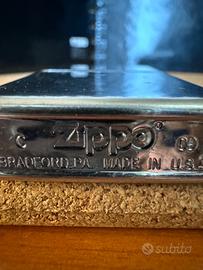 C Zippo® 09
BRADFORD.PA. MADE IN U.S.A
subito